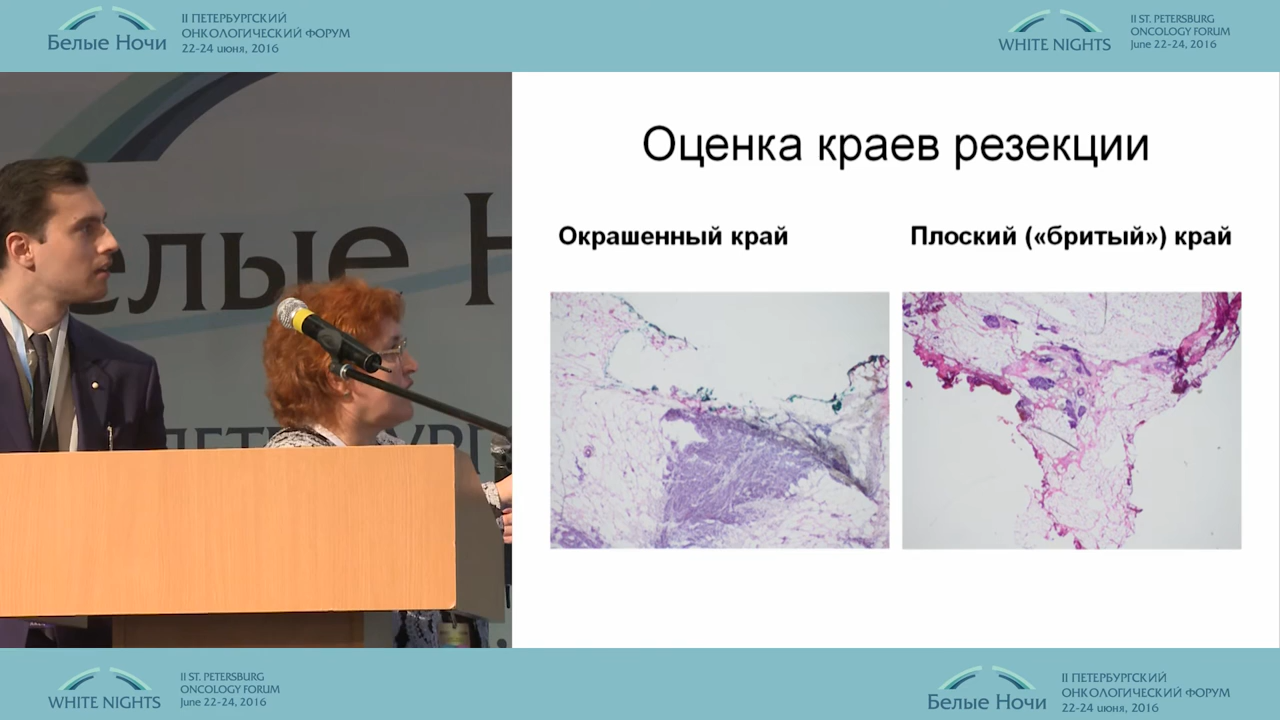 Белые Ночи
II ПЕТЕРБУРГСКИЙ
ОНКОЛОГИЧЕСКИЙ ФОРУМ
22-24 июня, 2016
WHITE NIGHTS
II ST. PETERSBURG
ONCOLOGY FORUM
June 22-24, 2016
елые Н
Оценка краев резекции
Окрашенный край
Плоский («бритый») край
WHITE NIGHTS
II ST. PETERSBURG
ONCOLOGY FORUM
June 22-24, 2016
Белые Ночи
II ПЕТЕРБУРГСКИЙ
ОНКОЛОГИЧЕСКИЙ ФОРУМ
22-24 июня, 2016